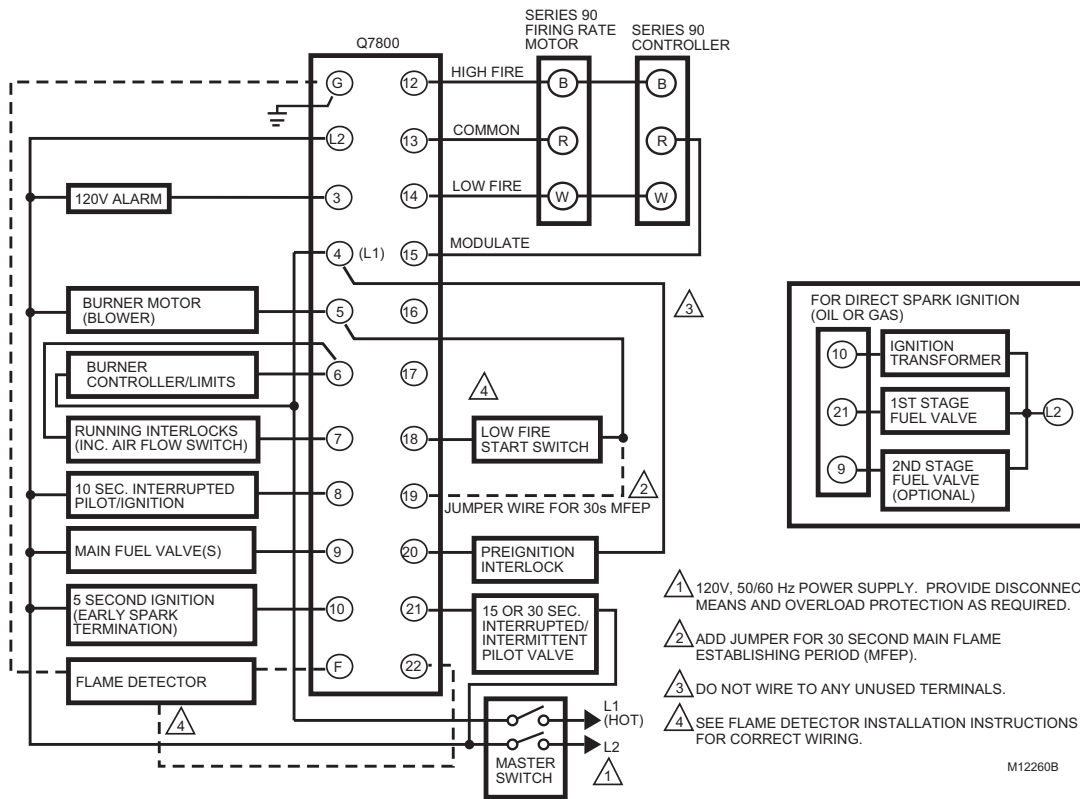 SERIES 90
FIRING RATE
MOTOR
SERIES 90
CONTROLLER
Q7800
G
L2
3
4
(L1)
5
6
7
8
9
10
F
12
13
14
15
16
17
18
19
20
21
22
HIGH FIRE
COMMON
LOW FIRE
MODULATE
B
R
W
B
R
W
120V ALARM
BURNER MOTOR
(BLOWER)
BURNER
CONTROLLER/LIMITS
RUNNING INTERLOCKS
(INC. AIR FLOW SWITCH)
10 SEC. INTERRUPTED
PILOT/IGNITION
MAIN FUEL VALVE(S)
5 SECOND IGNITION
(EARLY SPARK
TERMINATION)
FLAME DETECTOR
4
3
4
LOW FIRE
START SWITCH
2
JUMPER WIRE FOR 30s MFEP
PREIGNITION
INTERLOCK
15 OR 30 SEC.
INTERRUPTED/
INTERMITTENT
PILOT VALVE
L1
(HOT)
L2
1
MASTER
SWITCH
FOR DIRECT SPARK IGNITION
(OIL OR GAS)
10
IGNITION
TRANSFORMER
21
1ST STAGE
FUEL VALVE
L2
9
2ND STAGE
FUEL VALVE
(OPTIONAL)
1 120V, 50/60 Hz POWER SUPPLY. PROVIDE DISCONNEC
MEANS AND OVERLOAD PROTECTION AS REQUIRED.
2 ADD JUMPER FOR 30 SECOND MAIN FLAME
ESTABLISHING PERIOD (MFEP).
3 DO NOT WIRE TO ANY UNUSED TERMINALS.
4 SEE FLAME DETECTOR INSTALLATION INSTRUCTIONS
FOR CORRECT WIRING.
M12260B